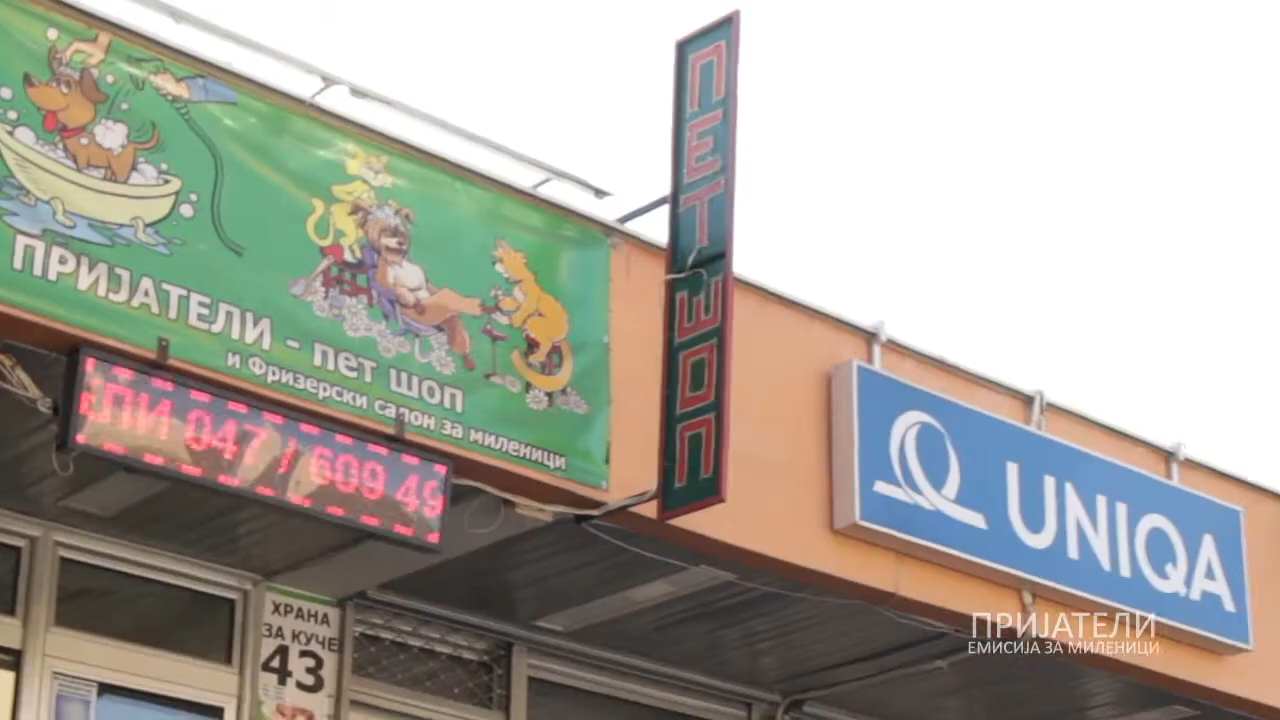 ПЕТ ШОП
ПРИЈАТЕЛИ - пет шоп
и Фризерски салон за миленици
ЛИ 047 / 609 49
UNIQA
ХРАНА
ЗА КУЧЕ
43
ПРИЈАТЕЛИ
ЕМИСИЈА ЗА МИЛЕНИЦИ